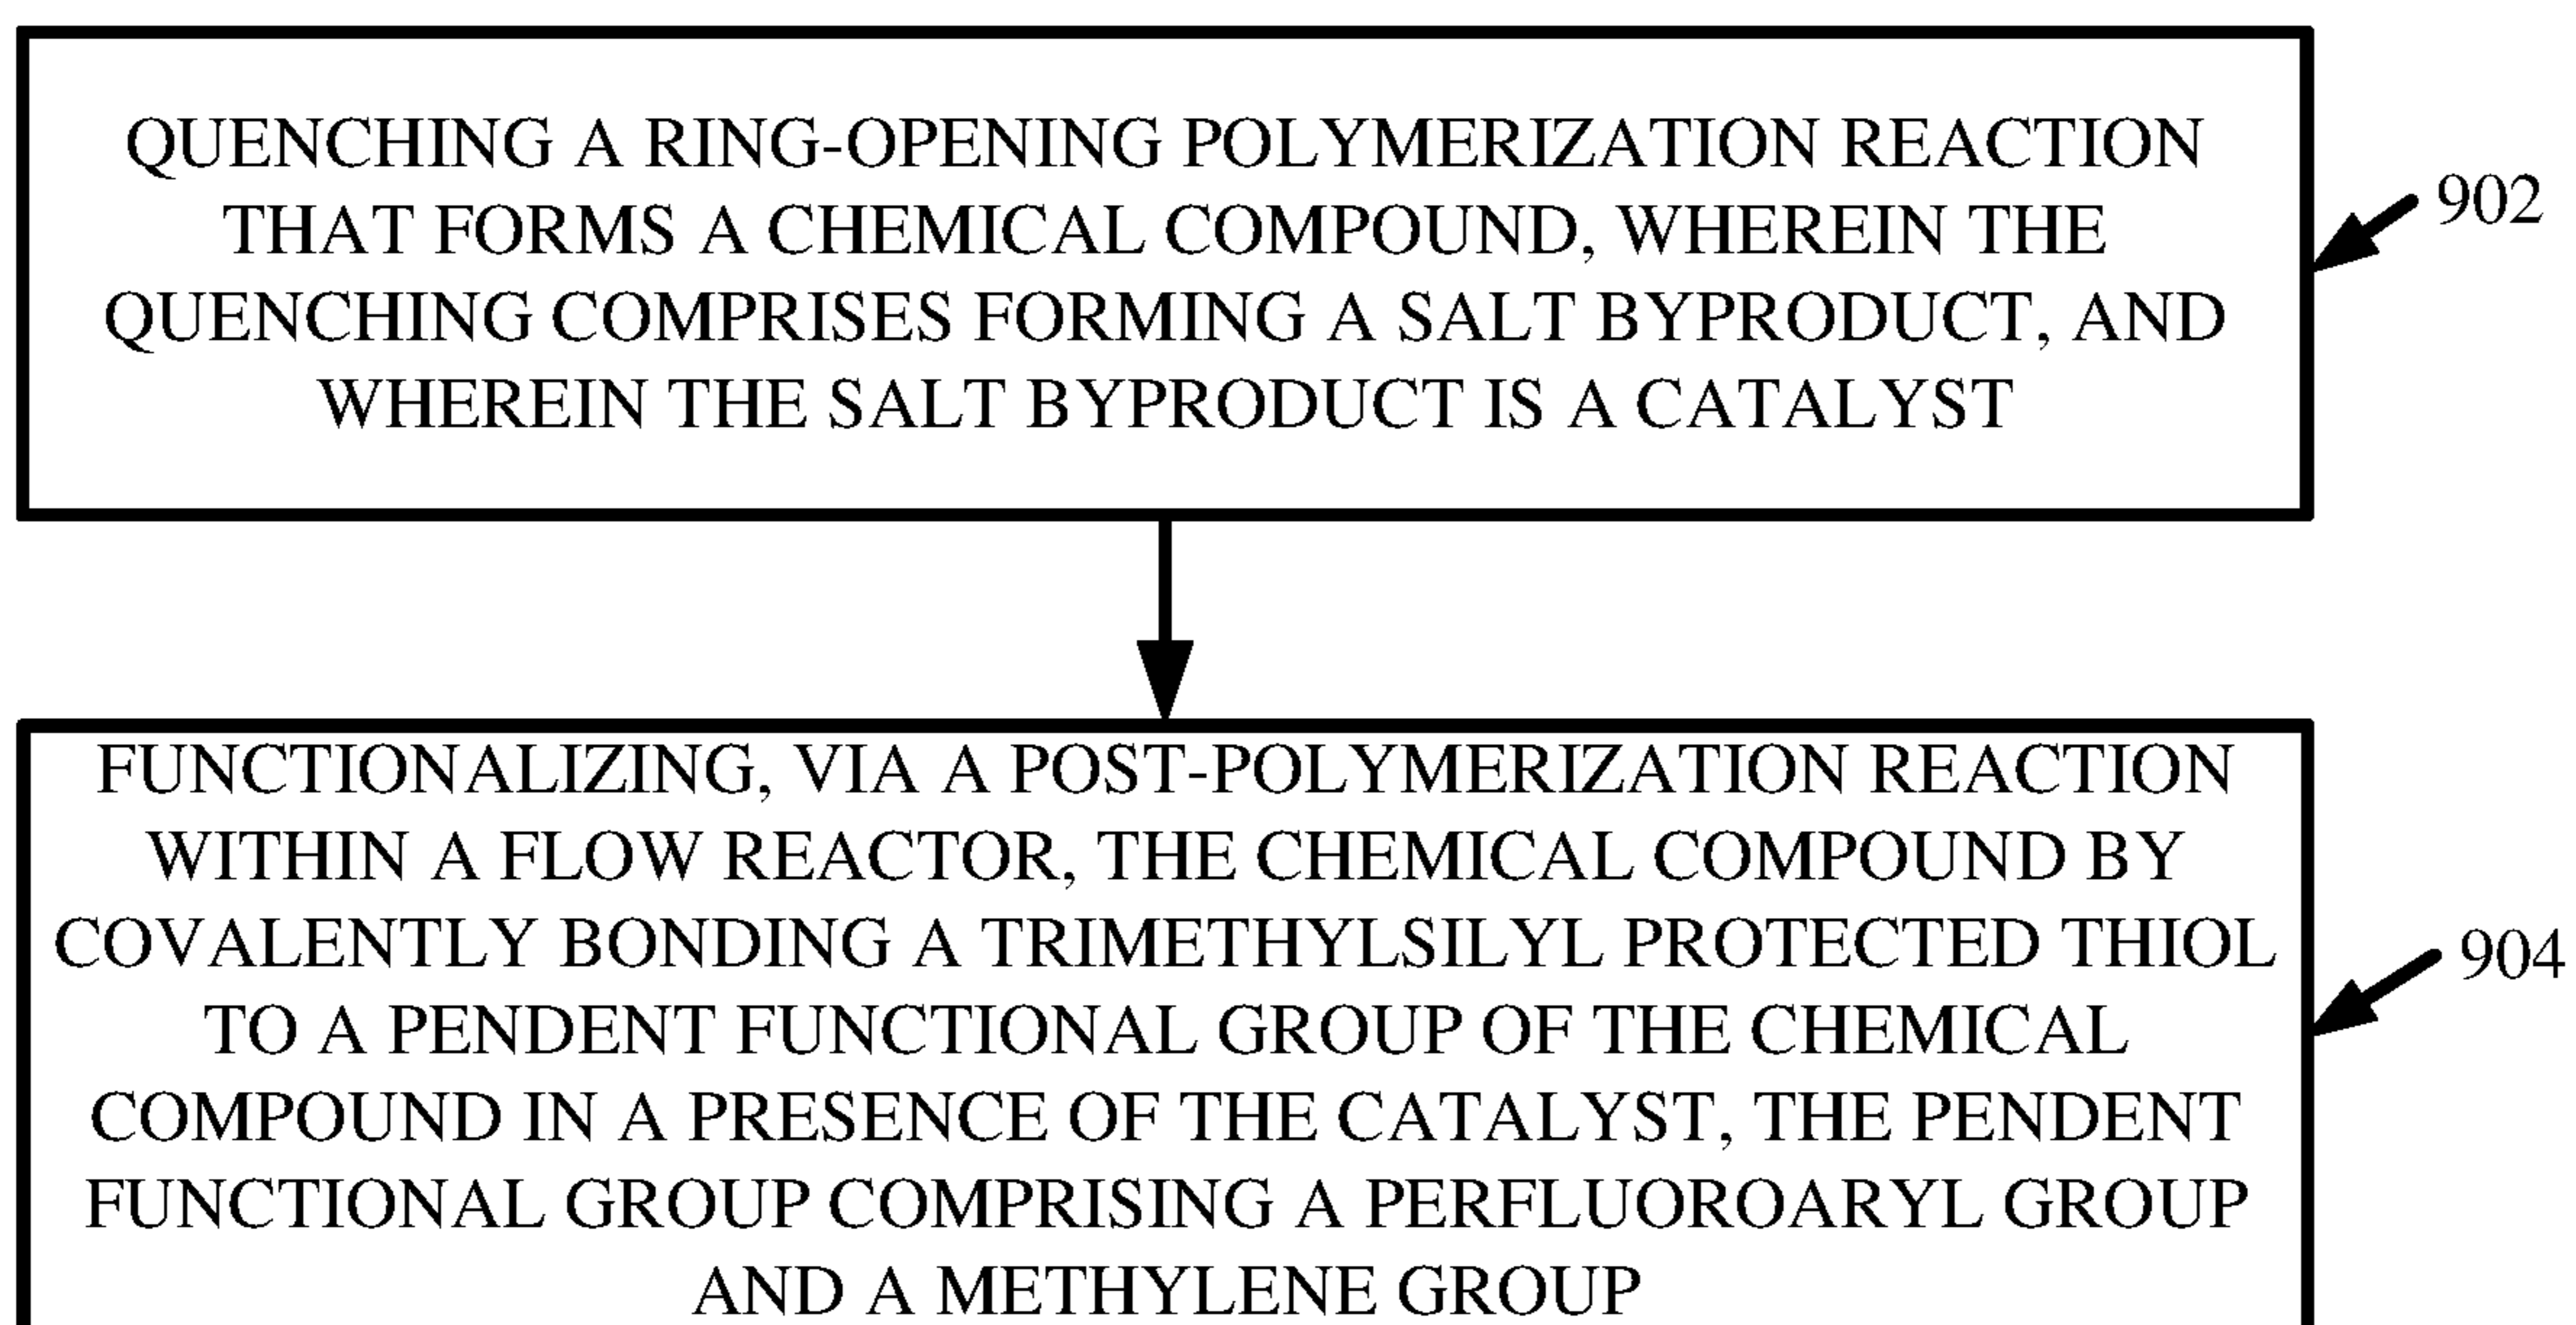 QUENCHING A RING-OPENING POLYMERIZATION REACTION
THAT FORMS A CHEMICAL COMPOUND, WHEREIN THE
QUENCHING COMPRISES FORMING A SALT BYPRODUCT, AND
WHEREIN THE SALT BYPRODUCT IS A CATALYST
902
FUNCTIONALIZING, VIA A POST-POLYMERIZATION REACTION
WITHIN A FLOW REACTOR, THE CHEMICAL COMPOUND BY
COVALENTLY BONDING A TRIMETHYLSILYL PROTECTED THIOL
TO A PENDENT FUNCTIONAL GROUP OF THE CHEMICAL
COMPOUND IN A PRESENCE OF THE CATALYST, THE PENDENT
FUNCTIONAL GROUP COMPRISING A PERFLUOROARYL GROUP
AND A METHYLENE GROUP
904